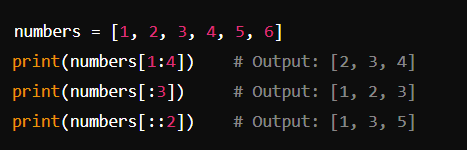 numbers = [1, 2, 3, 4, 5, 6]
print(numbers[1:4])    # Output: [2, 3, 4]
print(numbers[:3])     # Output: [1, 2, 3]
print(numbers[::2])    # Output: [1, 3, 5]